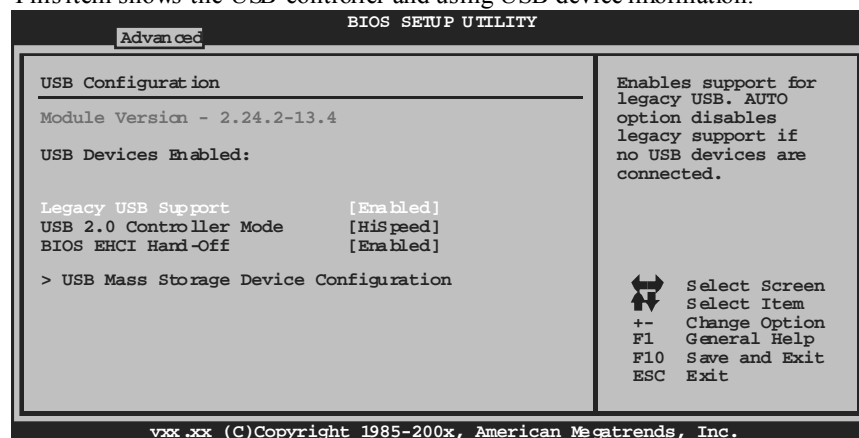 This item shows the USB controller and using USB device information.
BIOS SETUP UTILITY
Advanced
USB Configuration
Module Version - 2.24.2-13.4
USB Devices Enabled:
Legacy USB Support [Enabled]
USB 2.0 Controller Mode [HiSpeed]
BIOS EHCI Hand-Off [Enabled]
> USB Mass Storage Device Configuration
Enables support for
legacy USB. AUTO
option disables
legacy support if
no USB devices are
connected.
Select Screen
Select Item
+- Change Option
F1 General Help
F10 Save and Exit
ESC Exit
vxx.xx (C)Copyright 1985-200x, American Megatrends, Inc.